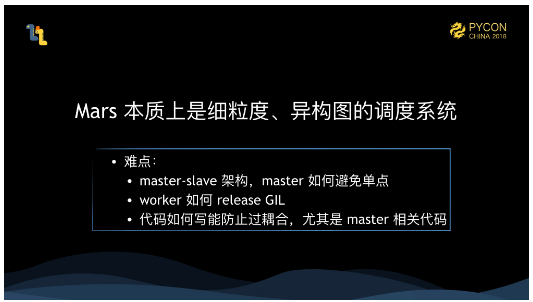 PYCON
CHINA 2018
Mars 本质上是细粒度、异构图的调度系统
• 难点：
• master-slave 架构，master 如何避免单点
• worker 如何 release GIL
• 代码如何写能防止过耦合，尤其是 master 相关代码